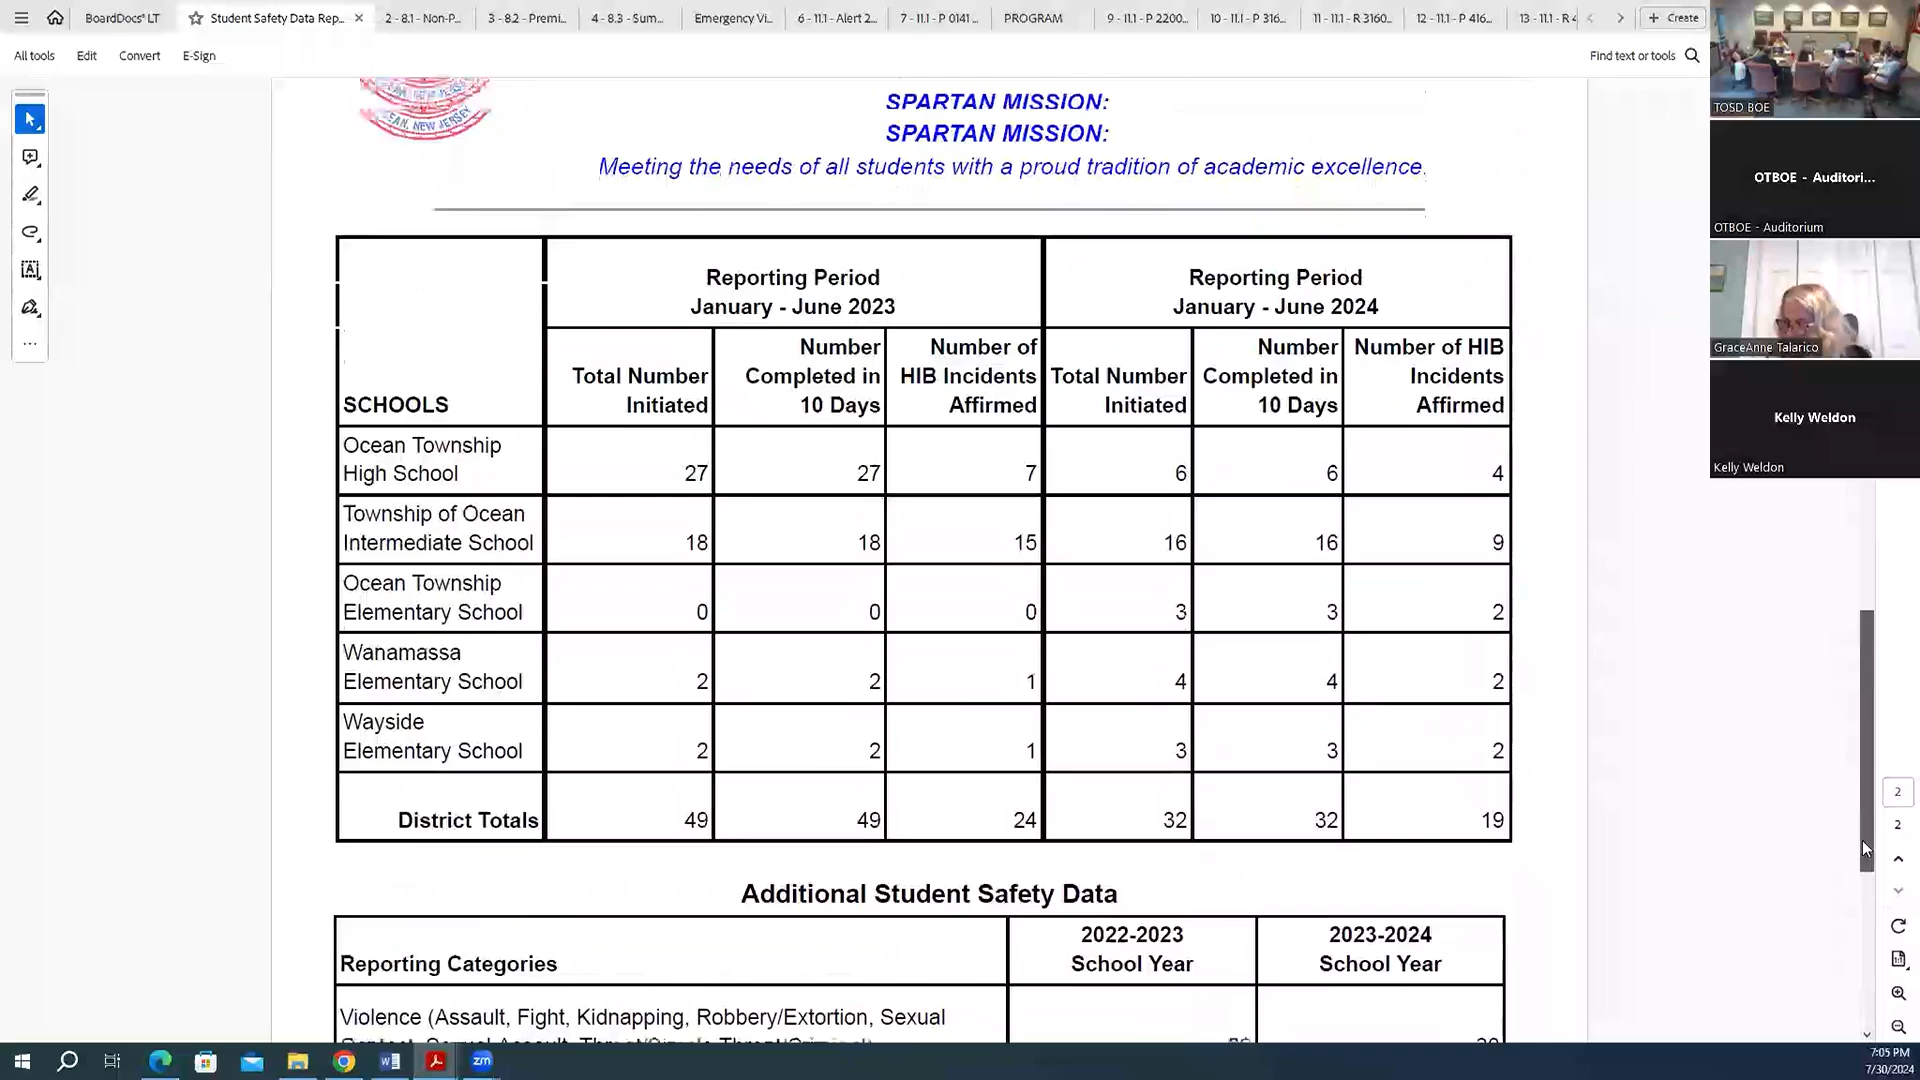 BoardDocs® LT
Student Safety Data Rep...
2 - 8.1 - Non-P...
3 - 8.2 - Premi...
4 - 8.3 - Sum...
Emergency Vi...
6 - 11.1 - Alert 2...
7 - 11.1 - P 0141 ...
PROGRAM
9 - 11.1 - P 2200...
10 - 11.1 - P 316...
11 - 11.1 - R 3160...
12 - 11.1 - P 416...
13 - 11.1 - R 4
Create
All tools
Edit
Convert
E-Sign
Find text or tools
EAN, NEW JERSEY
SPARTAN MISSION:
SPARTAN MISSION:
Meeting the needs of all students with a proud tradition of academic excellence.
Reporting Period
January - June 2023
Reporting Period
January - June 2024
SCHOOLS
Total Number
Initiated
Number
Completed in
10 Days
Number of
HIB Incidents
Affirmed
Total Number
Initiated
Number
Completed in
10 Days
Number of HIB
Incidents
Affirmed
Ocean Township
High School 27 27 7 6 6 4
Township of Ocean
Intermediate School 18 18 15 16 16 9
Ocean Township
Elementary School 0 0 0 3 3 2
Wanamassa
Elementary School 2 2 1 4 4 2
Wayside
Elementary School 2 2 1 3 3 2
District Totals 49 49 24 32 32 19
Additional Student Safety Data
Reporting Categories
2022-2023
School Year
2023-2024
School Year
Violence (Assault, Fight, Kidnapping, Robbery/Extortion, Sexual
TOSD BOE
OTBOE - Auditori...
OTBOE - Auditorium
GraceAnne Talarico
Kelly Weldon
Kelly Weldon
2
2
7:05 PM
7/30/2024